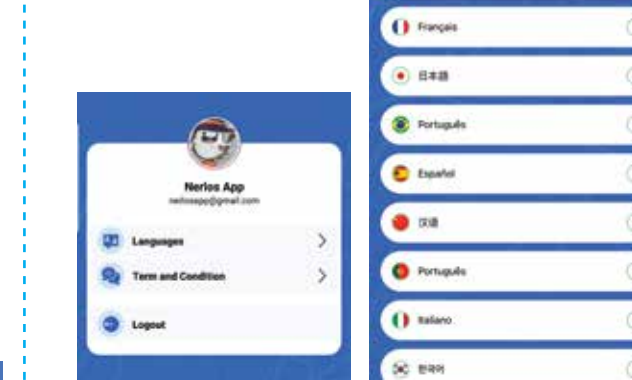 Nerlos App
nerlosapp@gmail.com
Languages
Term and Condition
Logout
Français
日本語
Português
Español
汉语
Português
Italiano
한국어